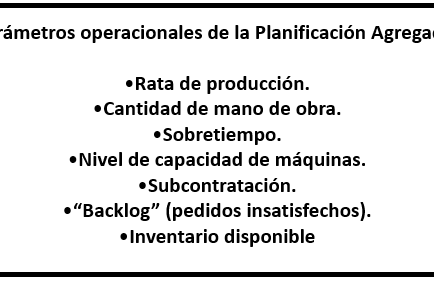 rámetros operacionales de la Planificación Agrega
•Rata de producción.
•Cantidad de mano de obra.
•Sobretiempo.
•Nivel de capacidad de máquinas.
•Subcontratación.
•“Backlog” (pedidos insatisfechos).
•Inventario disponible